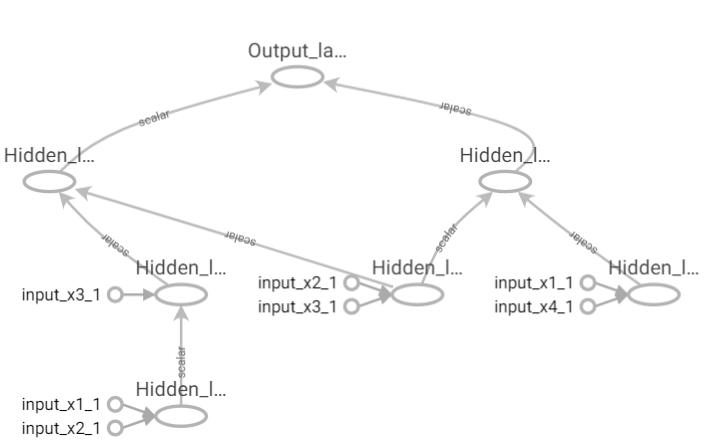 Output_la...
scalar
scalar
Hidden_l...
Hidden_l...
scalar
scalar
scalar
scalar
Hidden_l...
Hidden_l...
Hidden_l...
input_x3_1
input_x2_1
input_x3_1
input_x1_1
input_x4_1
scalar
Hidden_l...
input_x1_1
input_x2_1